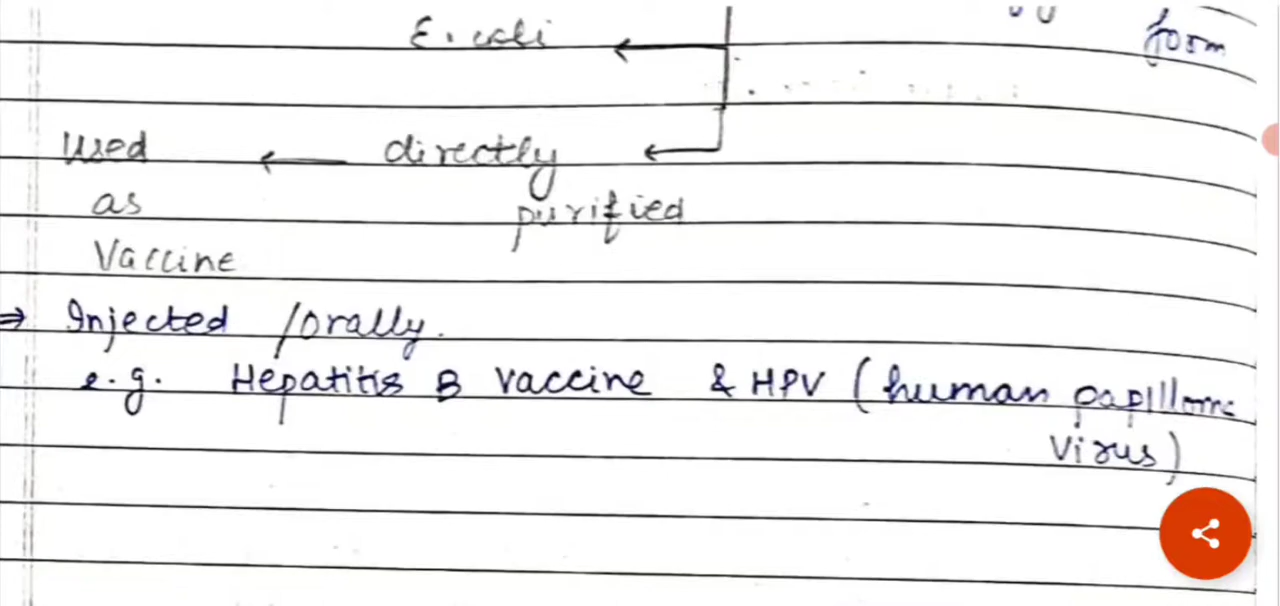 E. coli
form
Used ← directly ←
as purified
Vaccine
⇒ Injected /orally.
e.g. Hepatitis B vaccine & HPV (human papilloma
virus)